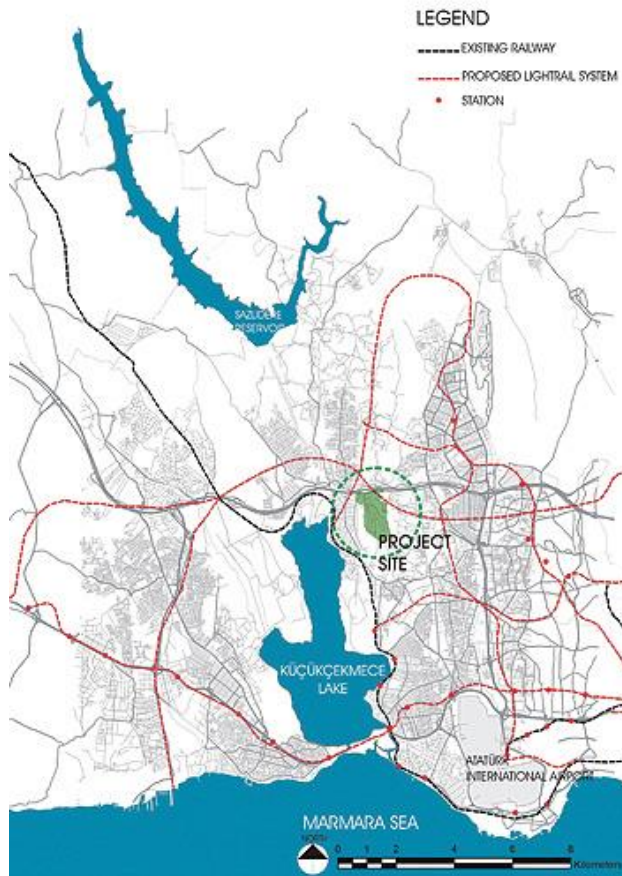 LEGEND
EXISTING RAILWAY
PROPOSED LIGHTRAIL SYSTEM
STATION
SAZLIDERE
RESERVOIR
PROJECT
SITE
KÜÇÜKÇEKMECE
LAKE
ATATÜRK
INTERNATIONAL AIRPORT
MARMARA SEA
NORTH
0 1 2 4 6 8
Kilometers